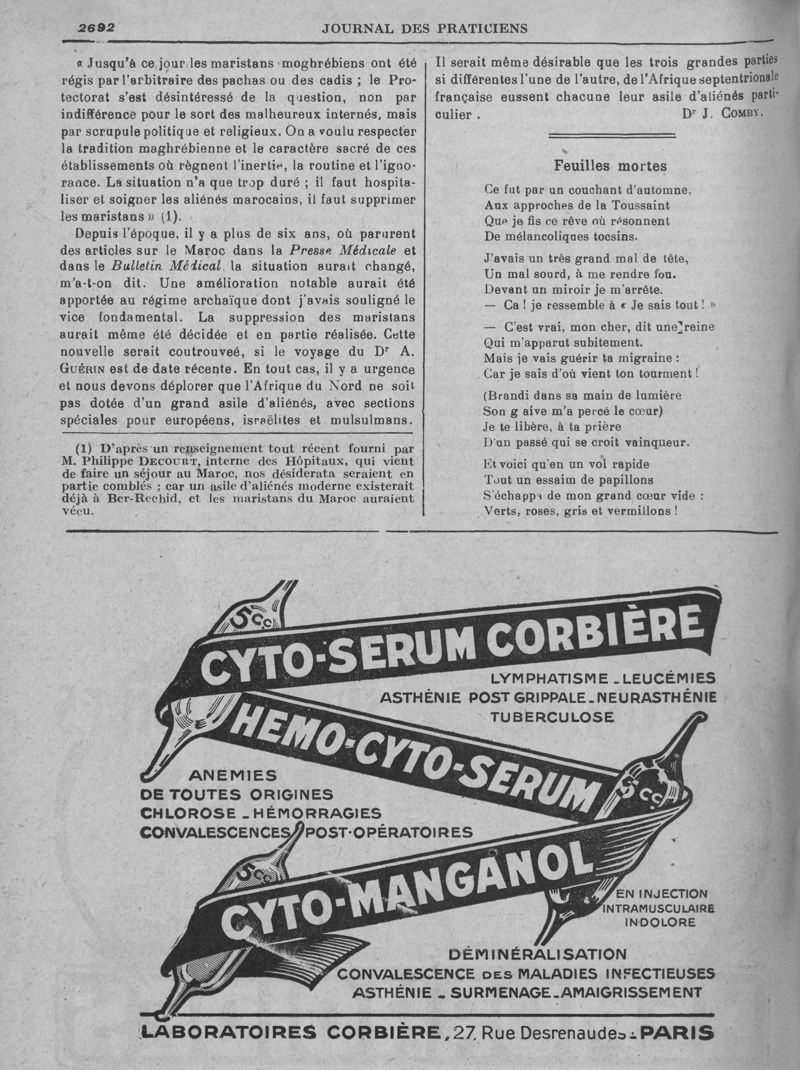 2692
JOURNAL DES PRATICIENS
« Jusqu'à ce jour les maristans moghrébiens ont été
régis par l'arbitraire des pachas ou des cadis ; le Pro-
tectorat s'est désintéressé de la question, non par
indifférence pour le sort des malheureux internés, mais
par scrupule politique et religieux. On a voulu respecter
la tradition maghrébienne et le caractère sacré de ces
établissements où règnent l'inertie, la routine et l'igno-
rance. La situation n'a que trop duré ; il faut hospita-
liser et soigner les aliénés marocains, il faut supprimer
les maristans » (1).
Depuis l'époque, il y a plus de six ans, où parurent
des articles sur le Maroc dans la Presse Médicale et
dans le Bulletin Médical la situation aurait changé,
m'a-t-on dit. Une amélioration notable aurait été
apportée au régime archaïque dont j'avais souligné le
vice fondamental. La suppression des maristans
aurait même été décidée et en partie réalisée. Cette
nouvelle serait coutrouveé, si le voyage du Dr A.
GUÉRIN est de date récente. En tout cas, il y a urgence
et nous devons déplorer que l'Afrique du Nord ne soit
pas dotée d'un grand asile d'aliénés, avec sections
spéciales pour européens, israëlites et mulsulmans.
(1) D'après un renseignement tout récent fourni par
M. Philippe DECOURT, interne des Hôpitaux, qui vient
de faire un séjour au Maroc, nos désiderata seraient en
partie comblés ; car un asile d'aliénés moderne existerait
déjà à Ber-Rechid, et les maristans du Maroc auraient
vécu.
Il serait même désirable que les trois grandes parties
si différentes l'une de l'autre, de l'Afrique septentrionale
française eussent chacune leur asile d'aliénés parti-
culier . Dr J. COMBY.
Feuilles mortes
Ce fut par un couchant d'automne,
Aux approches de la Toussaint
Que je fis ce rêve où résonnent
De mélancoliques tocsins.
J'avais un très grand mal de tête,
Un mal sourd, à me rendre fou.
Devant un miroir je m'arrête.
— Ca ! je ressemble à « Je sais tout ! »
— C'est vrai, mon cher, dit une reine
Qui m'apparut subitement.
Mais je vais guérir ta migraine :
Car je sais d'où vient ton tourment !
(Brandi dans sa main de lumière
Son g aive m'a percé le cœur)
Je te libère, à ta prière
D'un passé qui se croit vainqueur.
Et voici qu'en un vol rapide
Tout un essaim de papillons
S'échappa de mon grand cœur vide :
Verts, roses, gris et vermillons !
5cc.
CYTO-SERUM CORBIÈRE
LYMPHATISME - LEUCÉMIES
ASTHÉNIE POST GRIPPALE - NEURASTHÉNIE
TUBERCULOSE
HEMO-CYTO-SERUM
5cc.
ANEMIES
DE TOUTES ORIGINES
CHLOROSE - HÉMORRAGIES
CONVALESCENCES POST-OPÉRATOIRES
5cc
CYTO-MANGANOL
EN INJECTION
INTRAMUSCULAIRE
INDOLORE
DÉMINÉRALISATION
CONVALESCENCE DES MALADIES INFECTIEUSES
ASTHÉNIE - SURMENAGE - AMAIGRISSEMENT
LABORATOIRES CORBIÈRE, 27, Rue Desrenaudes - PARIS